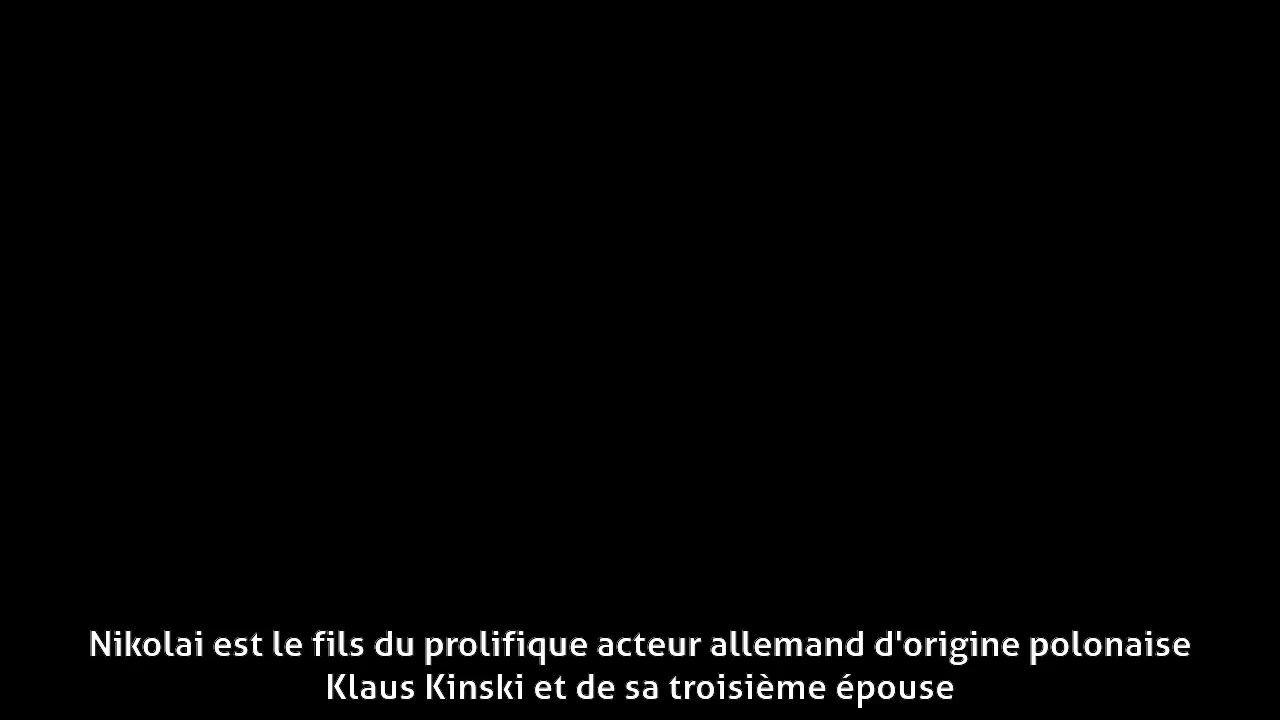 Nikolai est le fils du prolifique acteur allemand d'origine polonaise
Klaus Kinski et de sa troisième épouse